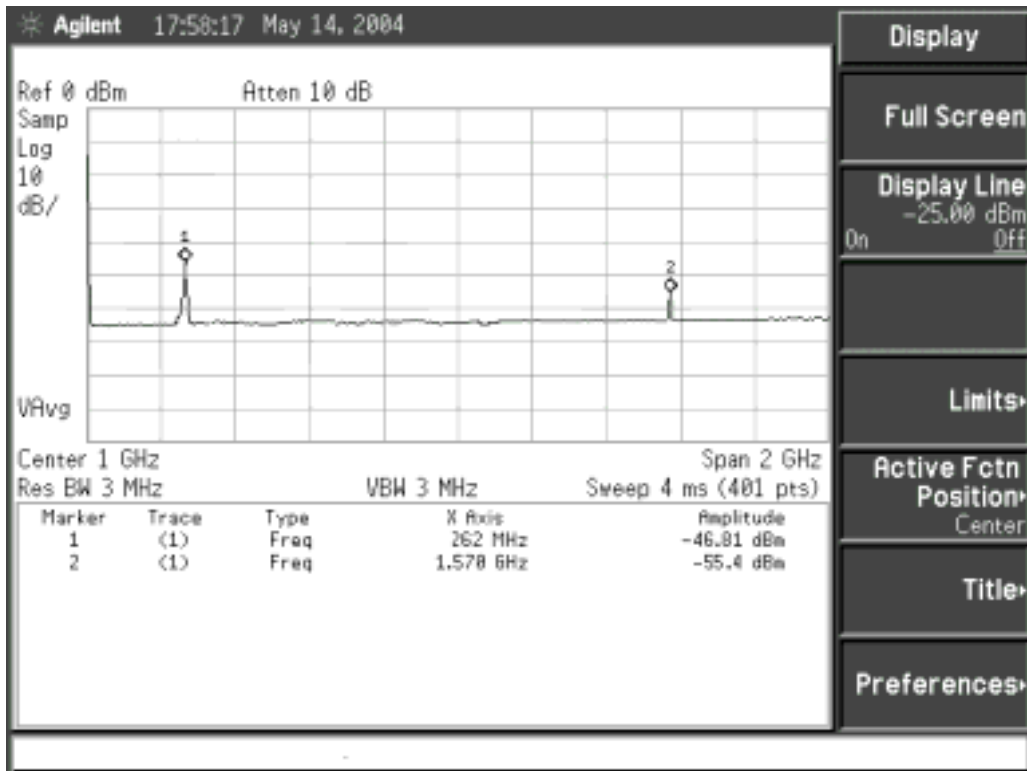 Agilent 17:58:17 May 14, 2004
Ref 0 dBm Atten 10 dB
Samp
Log
10
dB/
1
2
VAvg
Center 1 GHz Span 2 GHz
Res BW 3 MHz VBW 3 MHz Sweep 4 ms (401 pts)
Marker Trace Type X Axis Amplitude
1 (1) Freq 262 MHz -46.81 dBm
2 (1) Freq 1.570 GHz -55.4 dBm
Display
Full Screen
Display Line
-25.00 dBm
On Off
Limits
Active Fctn
Position
Center
Title
Preferences